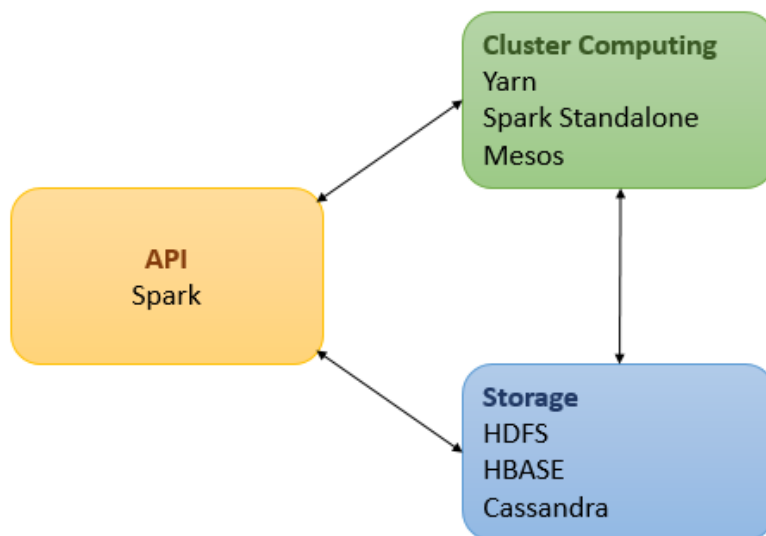 Cluster Computing
Yarn
Spark Standalone
Mesos
API
Spark
Storage
HDFS
HBASE
Cassandra